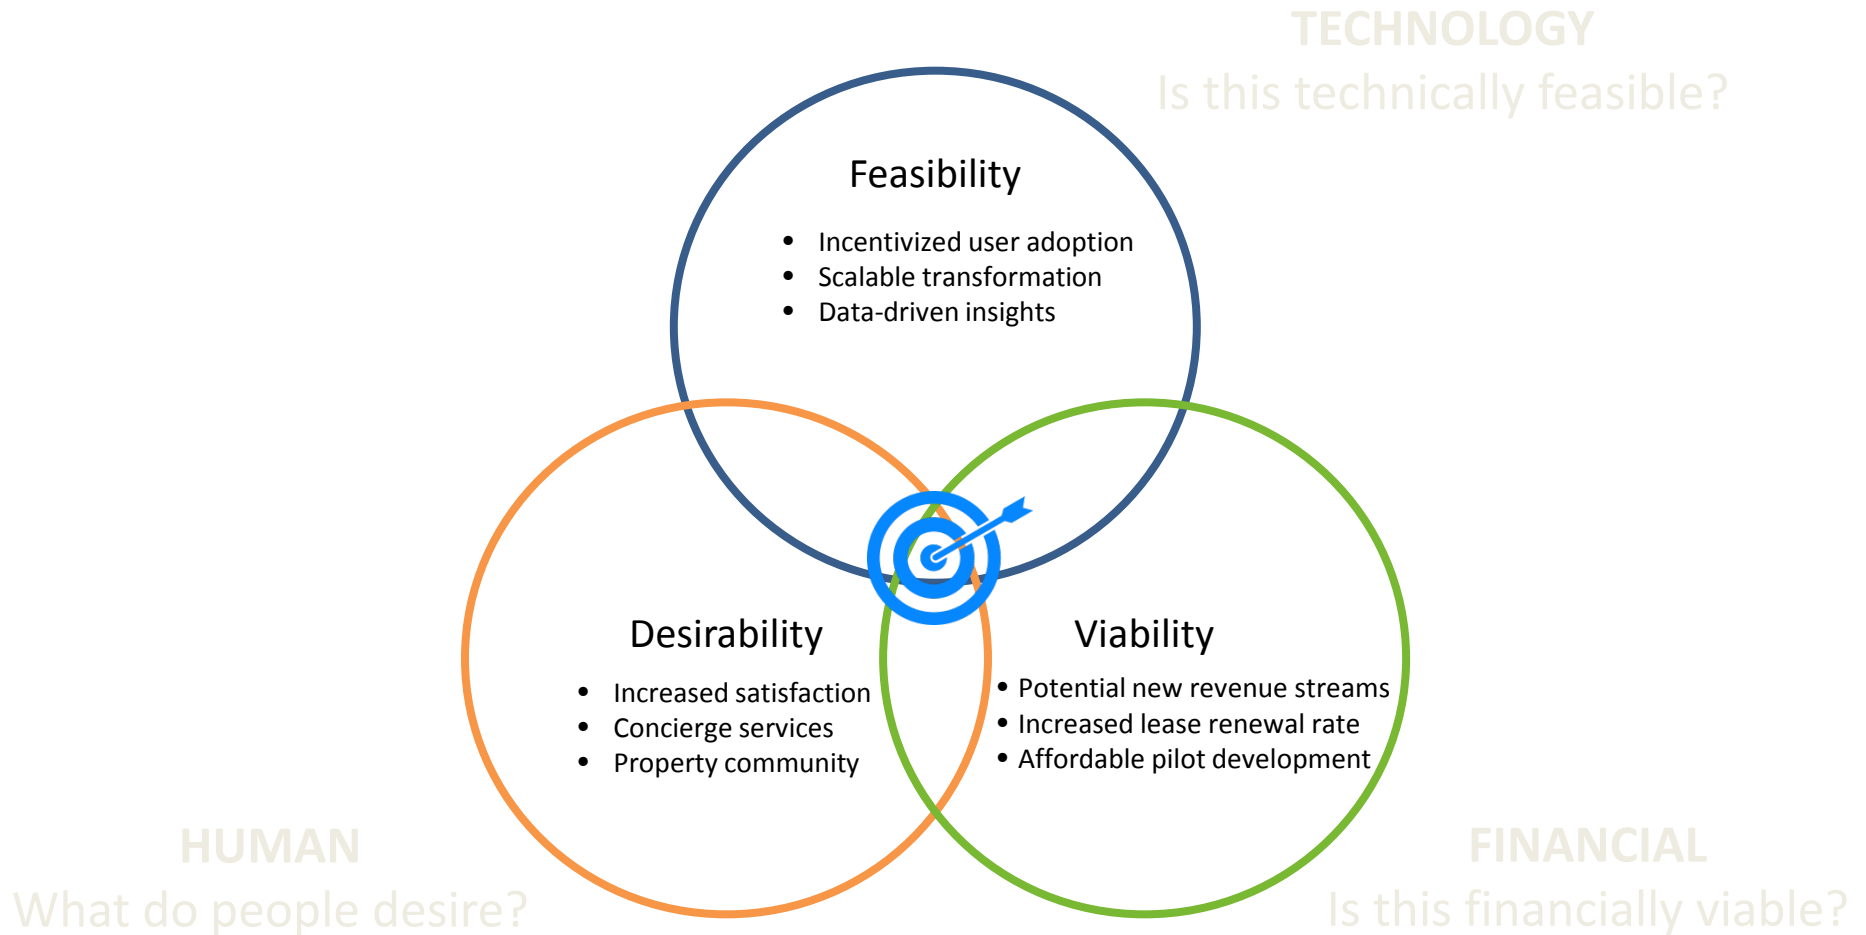 TECHNOLOGY
Is this technically feasible?
Feasibility
• Incentivized user adoption
• Scalable transformation
• Data-driven insights
Desirability
• Increased satisfaction
• Concierge services
• Property community
Viability
• Potential new revenue streams
• Increased lease renewal rate
• Affordable pilot development
HUMAN
What do people desire?
FINANCIAL
Is this financially viable?